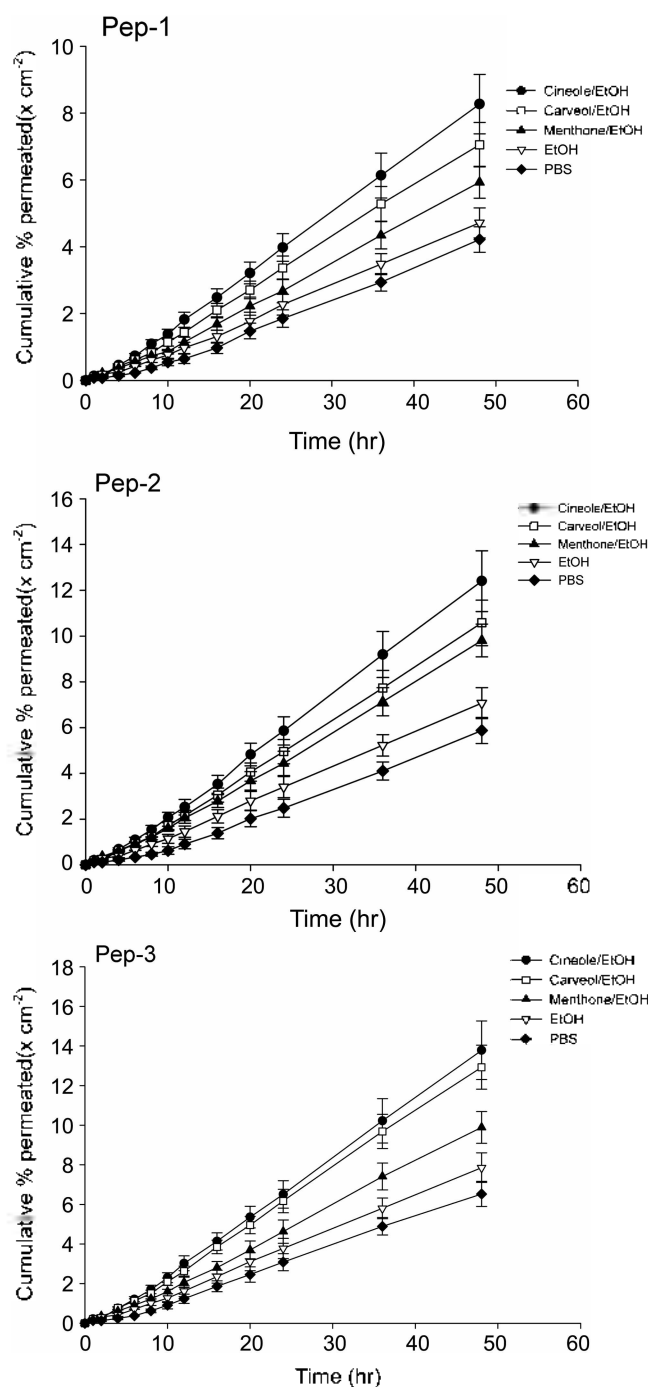 Pep-1
10
8
6
4
2
0
Cumulative % permeated(x cm-2)
Cineole/EtOH
Carveol/EtOH
Menthone/EtOH
EtOH
PBS
0 10 20 30 40 50 60
Time (hr)
Pep-2
16
14
12
10
8
6
4
2
0
Cumulative % permeated(x cm-2)
Cineole/EtOH
Carveol/EtOH
Menthone/EtOH
EtOH
PBS
0 10 20 30 40 50 60
Time (hr)
Pep-3
18
16
14
12
10
8
6
4
2
0
Cumulative % permeated(x cm-2)
Cineole/EtOH
Carveol/EtOH
Menthone/EtOH
EtOH
PBS
0 10 20 30 40 50 60
Time (hr)